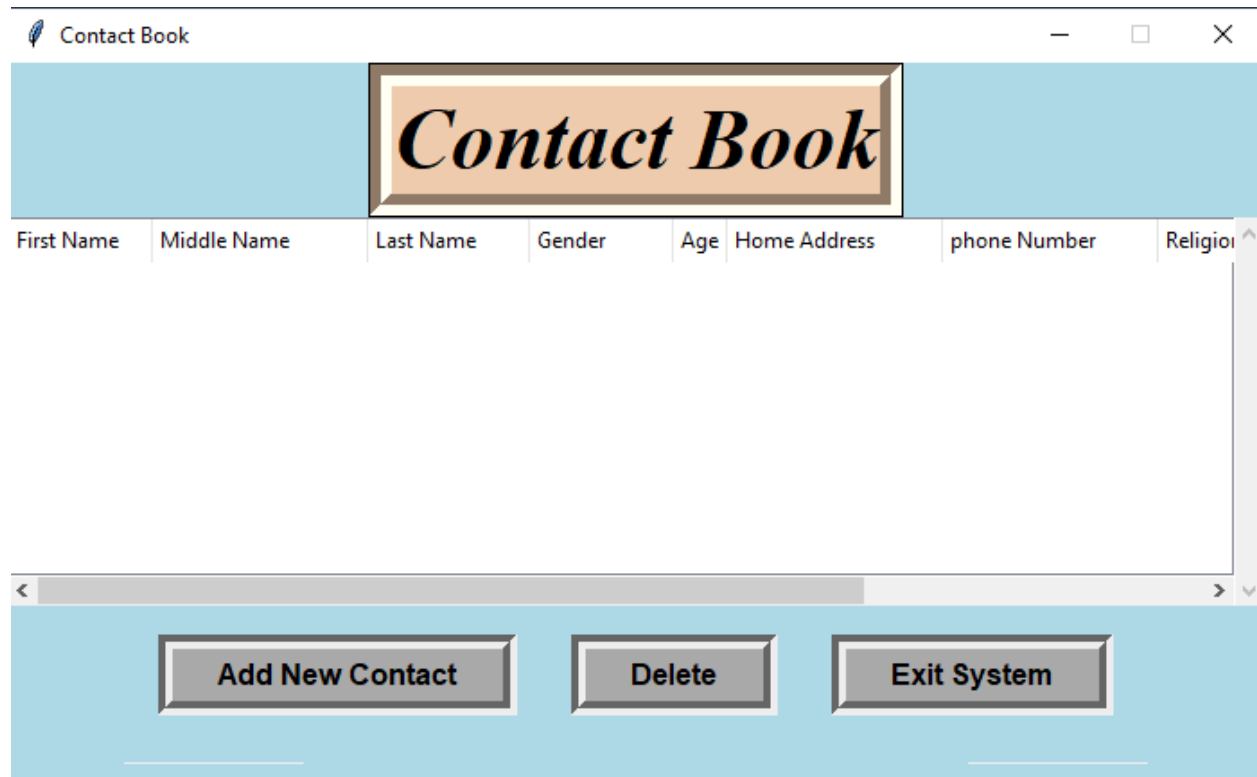 Contact Book
Contact Book
First Name Middle Name Last Name Gender Age Home Address phone Number Religion
Add New Contact Delete Exit System